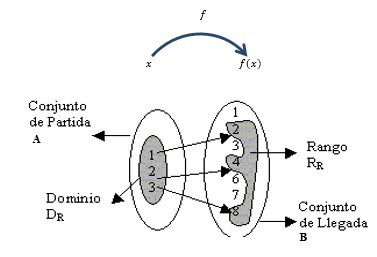 f
x
f(x)
Conjunto
de Partida
A
1
2
3
Dominio
D_R
1
2
3
4
6
7
8
Rango
R_R
Conjunto
de Llegada
B